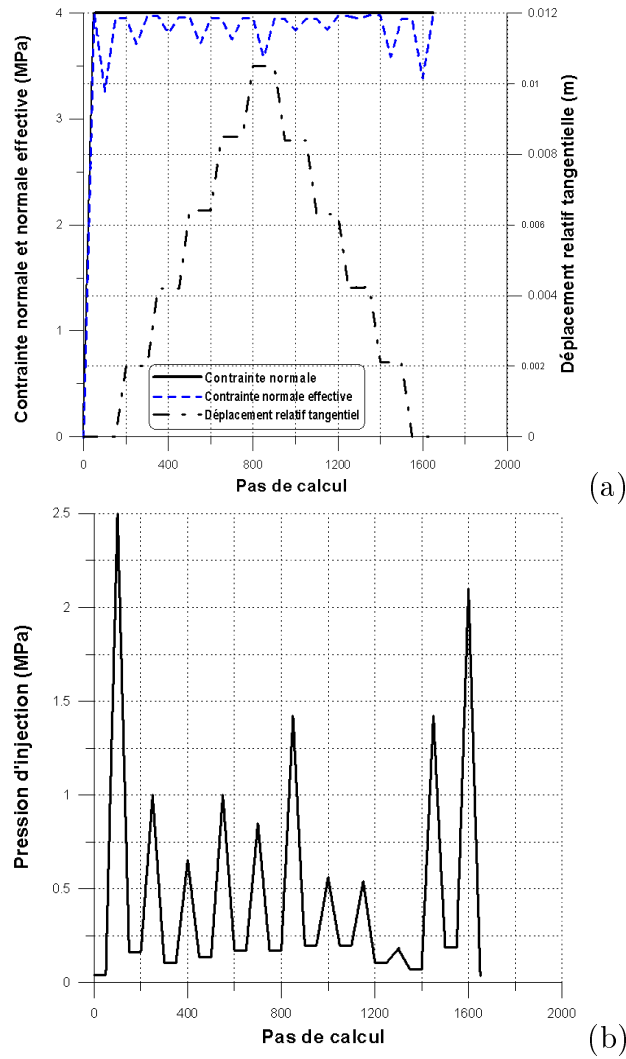 Contrainte normale et normale effective (MPa)
4
3
2
1
0
0.012
0.01
0.008
0.006
0.004
0.002
0
Déplacement relatif tangentielle (m)
Contrainte normale
Contrainte normale effective
Déplacement relatif tangentiel
0 400 800 1200 1600 2000
Pas de calcul
(a)
Pression d'injection (MPa)
2.5
2
1.5
1
0.5
0
0 400 800 1200 1600 2000
Pas de calcul
(b)